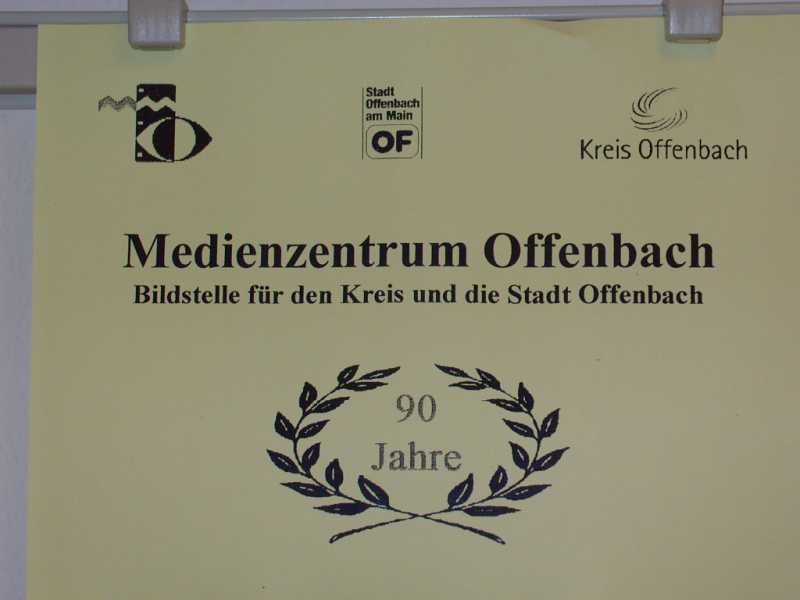 Stadt
Offenbach
am Main
OF
Kreis Offenbach
Medienzentrum Offenbach
Bildstelle für den Kreis und die Stadt Offenbach
90
Jahre